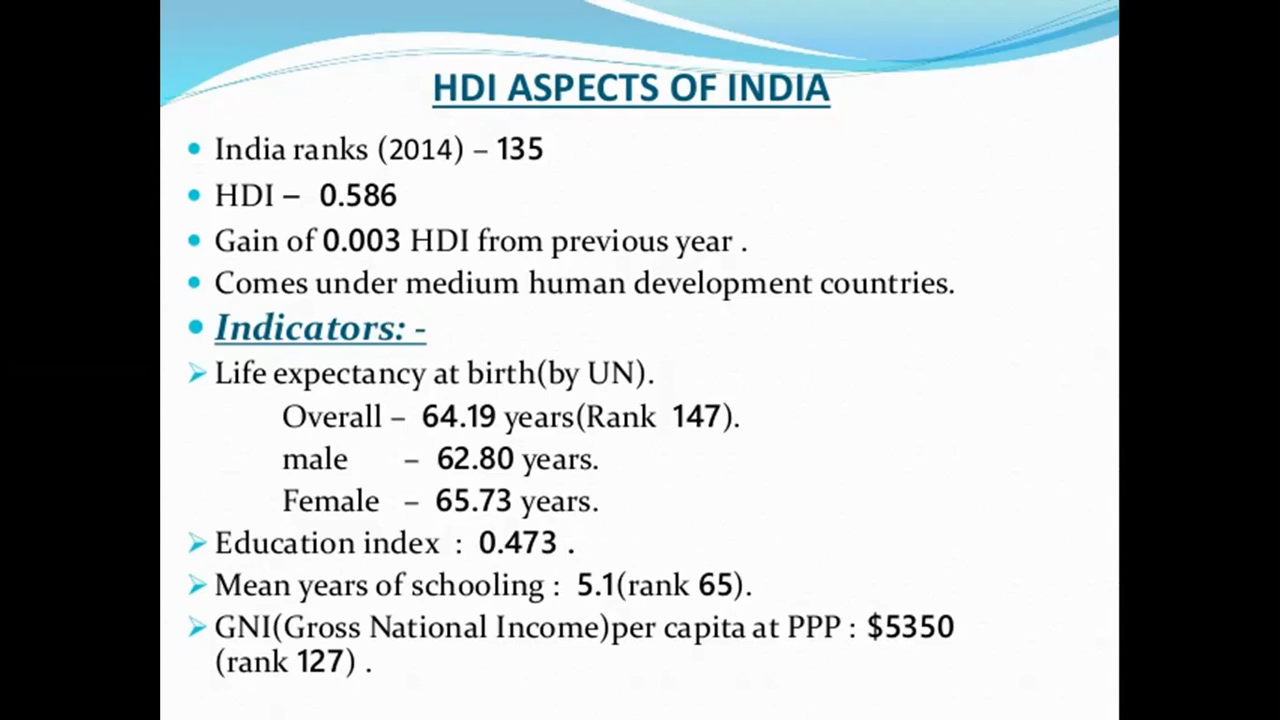 HDI ASPECTS OF INDIA
• India ranks (2014) – 135
• HDI – 0.586
• Gain of 0.003 HDI from previous year .
• Comes under medium human development countries.
• Indicators: -
➢ Life expectancy at birth(by UN).
Overall – 64.19 years(Rank 147).
male – 62.80 years.
Female – 65.73 years.
➢ Education index : 0.473 .
➢ Mean years of schooling : 5.1(rank 65).
➢ GNI(Gross National Income)per capita at PPP : $5350
(rank 127) .